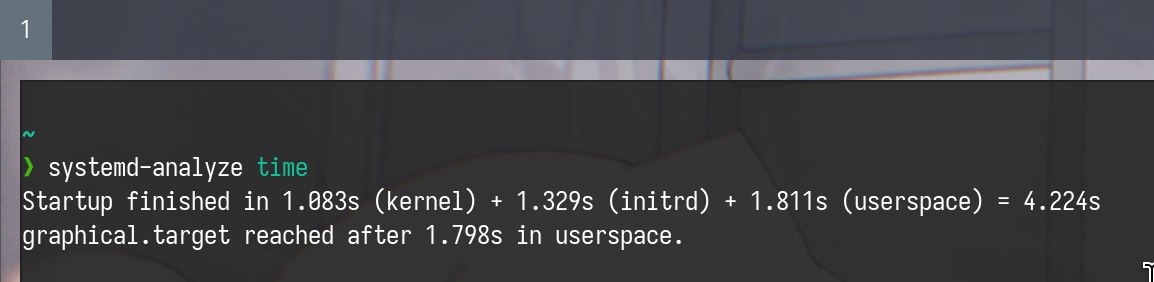 1
~
❯ systemd-analyze time
Startup finished in 1.083s (kernel) + 1.329s (initrd) + 1.811s (userspace) = 4.224s
graphical.target reached after 1.798s in userspace.